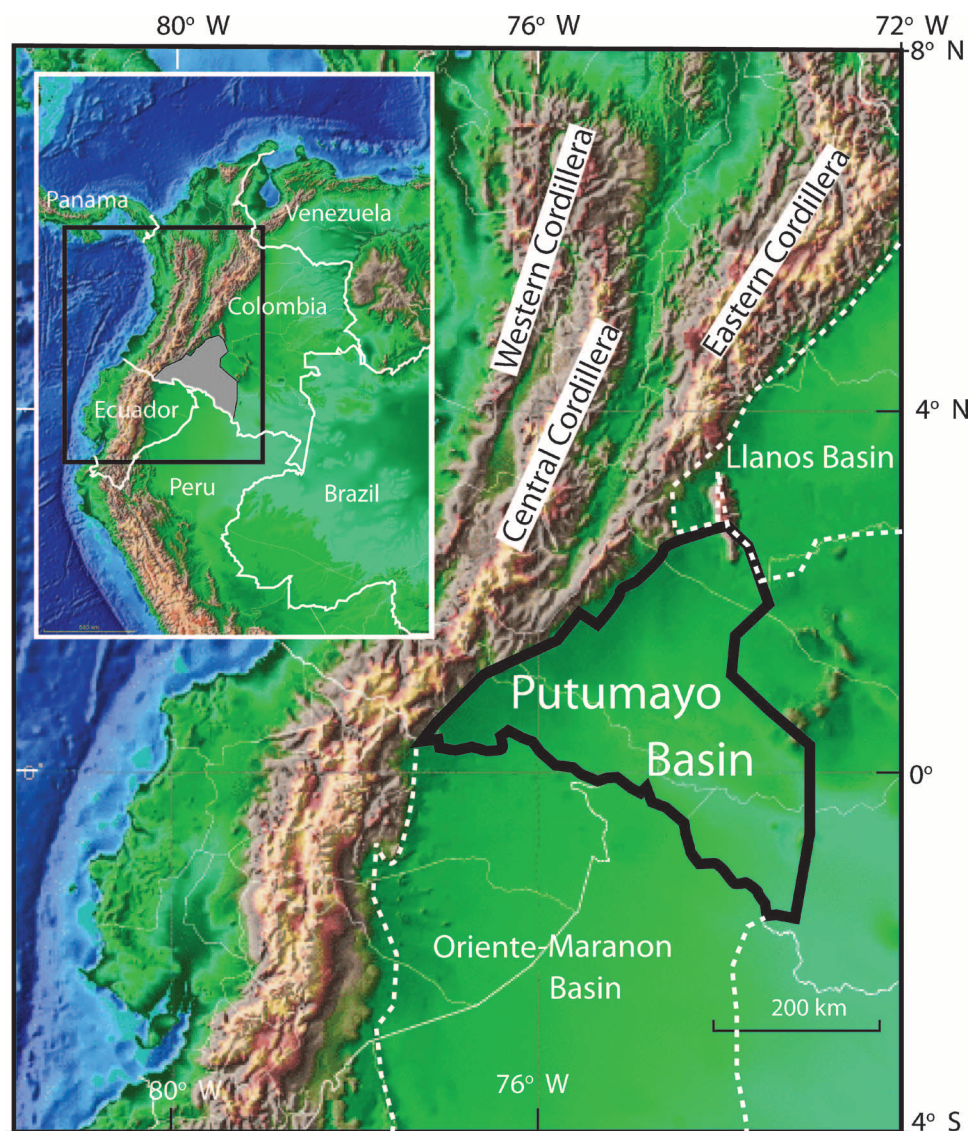 80° W
76° W
72° W
8° N
Panama
Venezuela
Colombia
Ecuador
Peru
Brazil
Western Cordillera
Central Cordillera
Eastern Cordillera
4° N
Llanos Basin
Putumayo
Basin
0°
0°
Oriente-Maranon
Basin
200 km
80° W
76° W
4° S